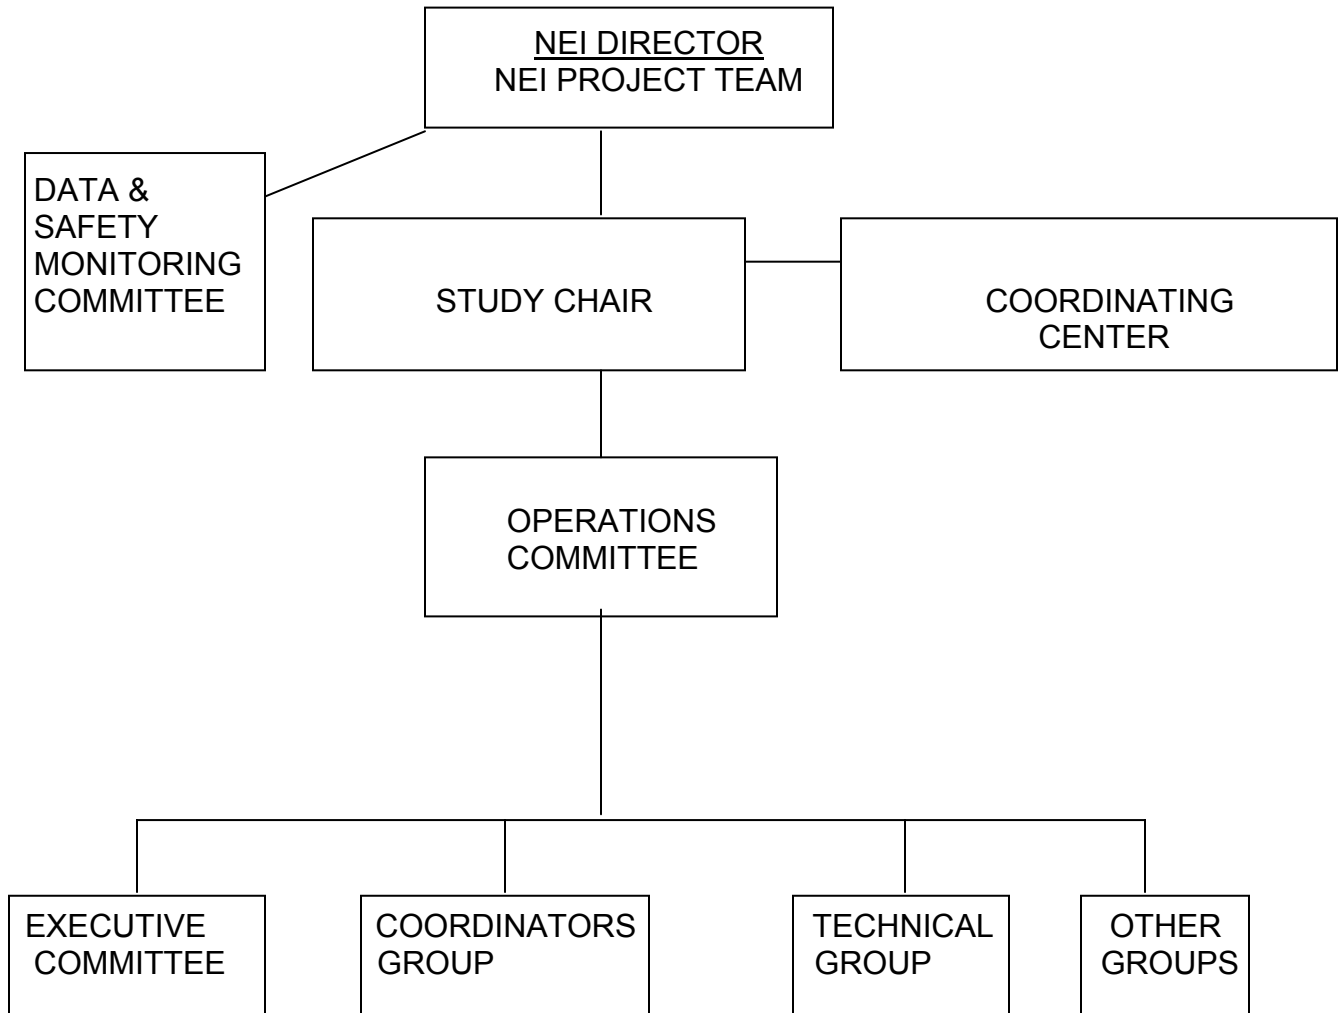 NEI DIRECTOR
NEI PROJECT TEAM
DATA &
SAFETY
MONITORING
COMMITTEE
STUDY CHAIR
COORDINATING
CENTER
OPERATIONS
COMMITTEE
EXECUTIVE
COMMITTEE
COORDINATORS
GROUP
TECHNICAL
GROUP
OTHER
GROUPS